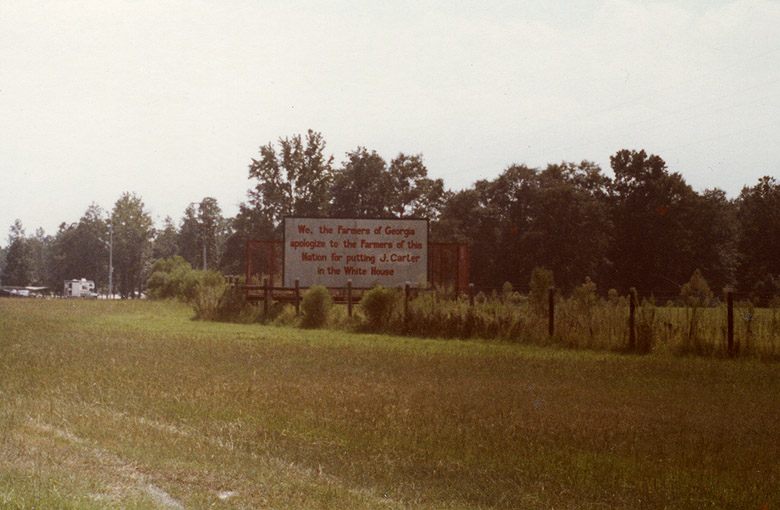 We, the Farmers of Georgia
apologize to the Farmers of this
Nation for putting J. Carter
in the White House